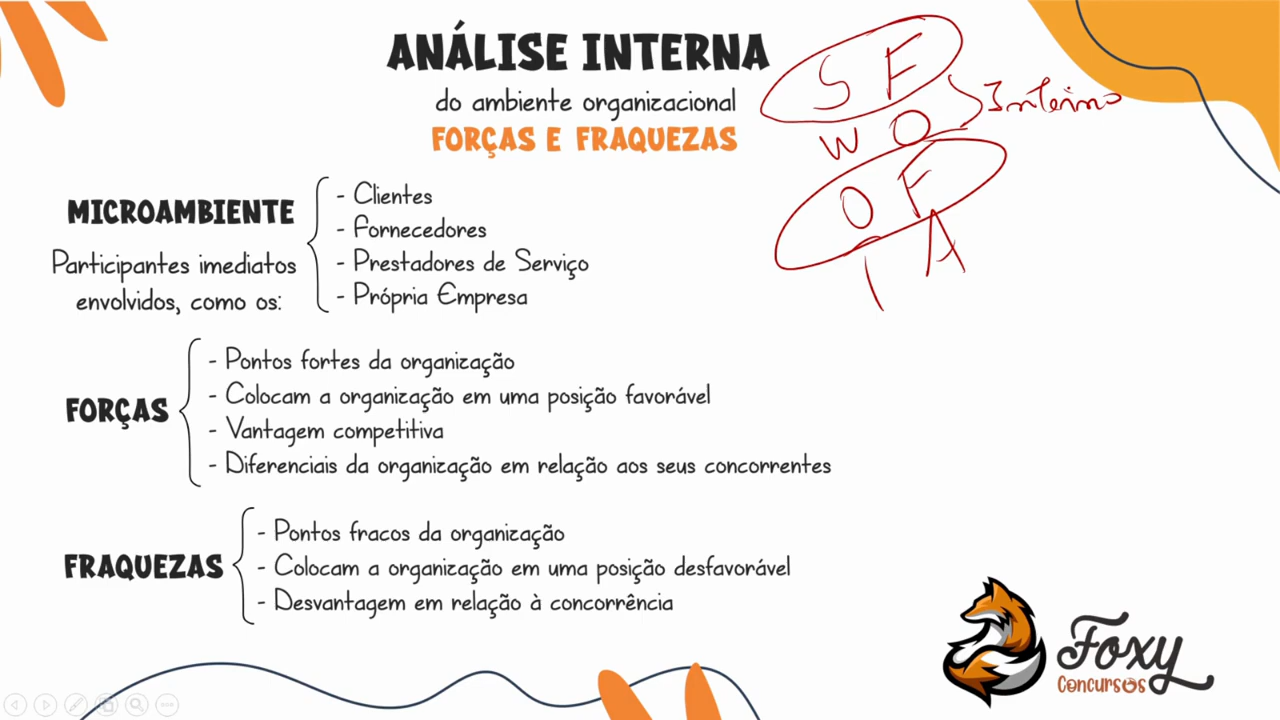 ANÁLISE INTERNA
do ambiente organizacional
FORÇAS E FRAQUEZAS
S F
W O
O F
T A
Interno
MICROAMBIENTE
Participantes imediatos
envolvidos, como os:
- Clientes
- Fornecedores
- Prestadores de Serviço
- Própria Empresa
FORÇAS
- Pontos fortes da organização
- Colocam a organização em uma posição favorável
- Vantagem competitiva
- Diferenciais da organização em relação aos seus concorrentes
FRAQUEZAS
- Pontos fracos da organização
- Colocam a organização em uma posição desfavorável
- Desvantagem em relação à concorrência
Foxy
Concursos